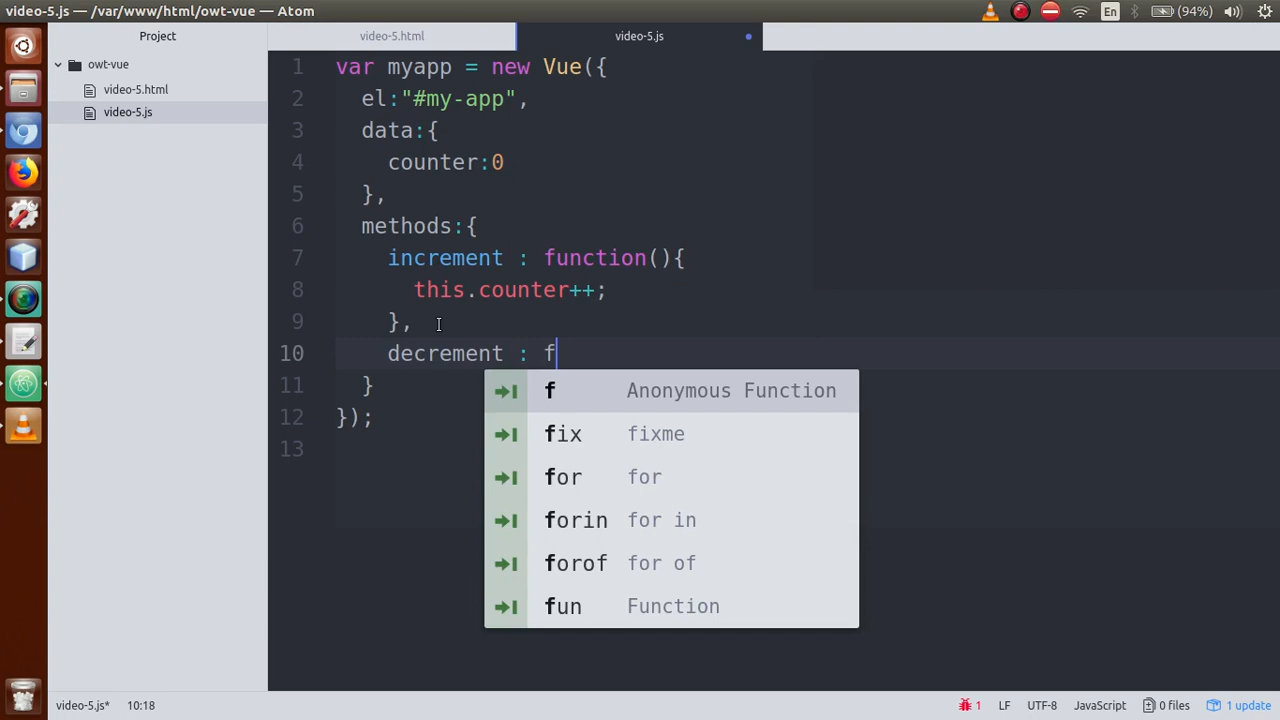 video-5.js — /var/www/html/owt-vue — Atom
En
(94%)
Project
video-5.html
video-5.js
owt-vue
video-5.html
video-5.js
1 var myapp = new Vue({
2 el:"#my-app",
3 data:{
4 counter:0
5 },
6 methods:{
7 increment : function(){
8 this.counter++;
9 },
10 decrement : f
11 }
12 });
13
f Anonymous Function
fix fixme
for for
forin for in
forof for of
fun Function
video-5.js* 10:18
1 LF UTF-8 JavaScript 0 files 1 update